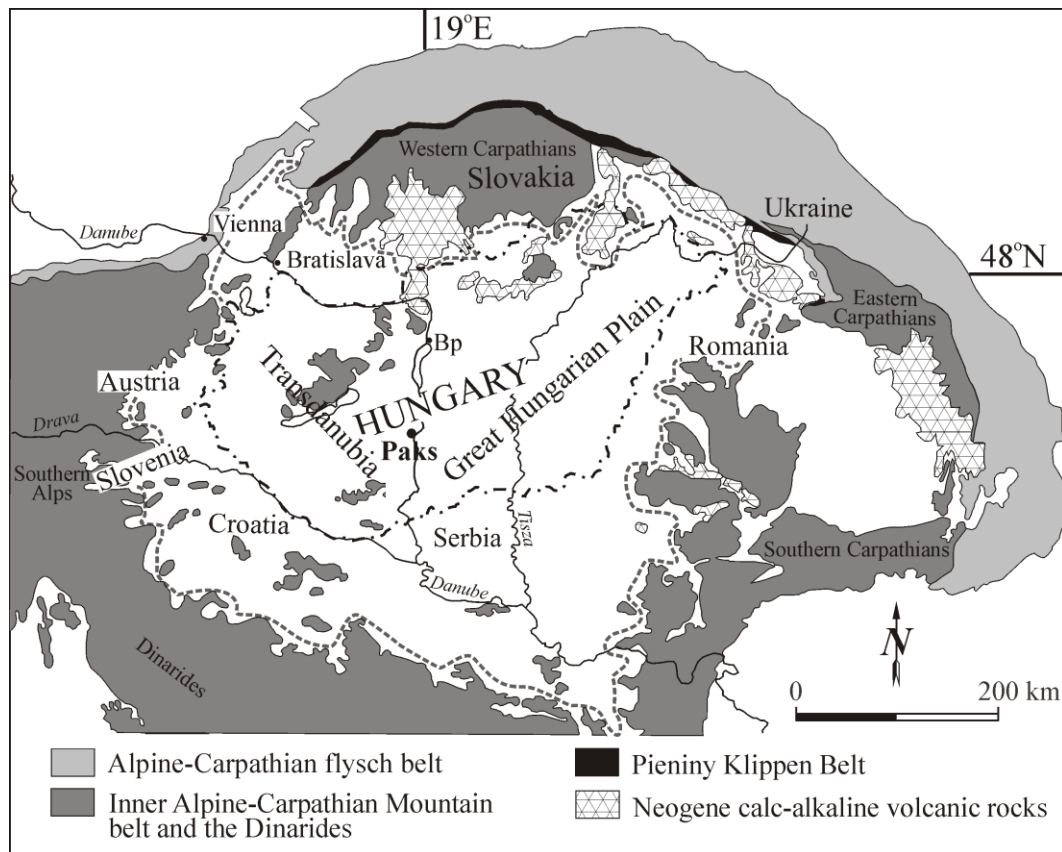 19°E
Western Carpathians
Slovakia
Ukraine
Danube
Vienna
Bratislava
48°N
Eastern
Carpathians
Bp
Romania
Austria
Transdanubia
HUNGARY
Great Hungarian Plain
Drava
Paks
Slovenia
Southern
Alps
Croatia
Serbia
Tisza
Southern Carpathians
Danube
Dinarides
N
0 200 km
Alpine-Carpathian flysch belt
Pieniny Klippen Belt
Inner Alpine-Carpathian Mountain
belt and the Dinarides
Neogene calc-alkaline volcanic rocks